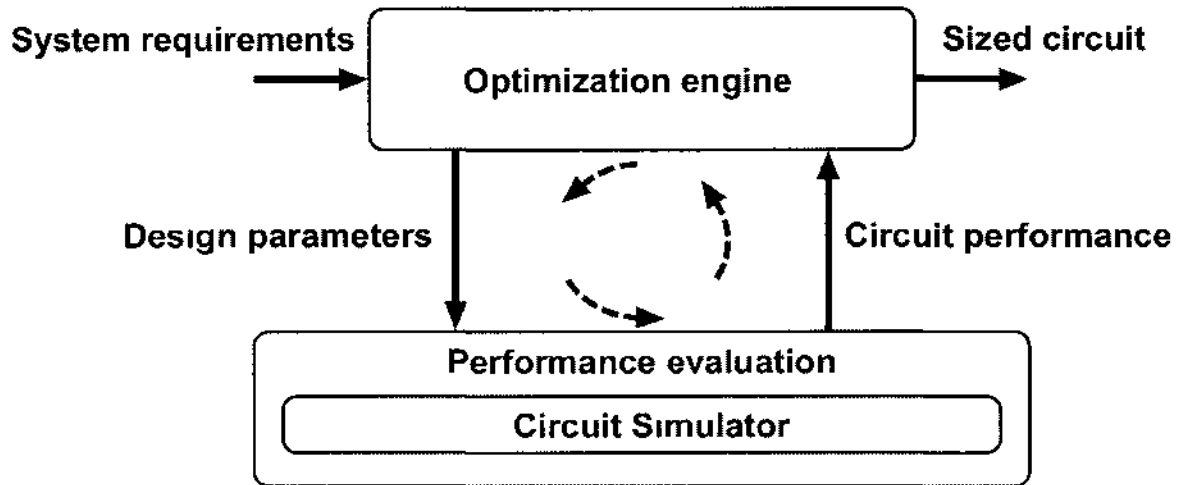 System requirements
Sized circuit
Optimization engine
Design parameters
Circuit performance
Performance evaluation
Circuit Simulator